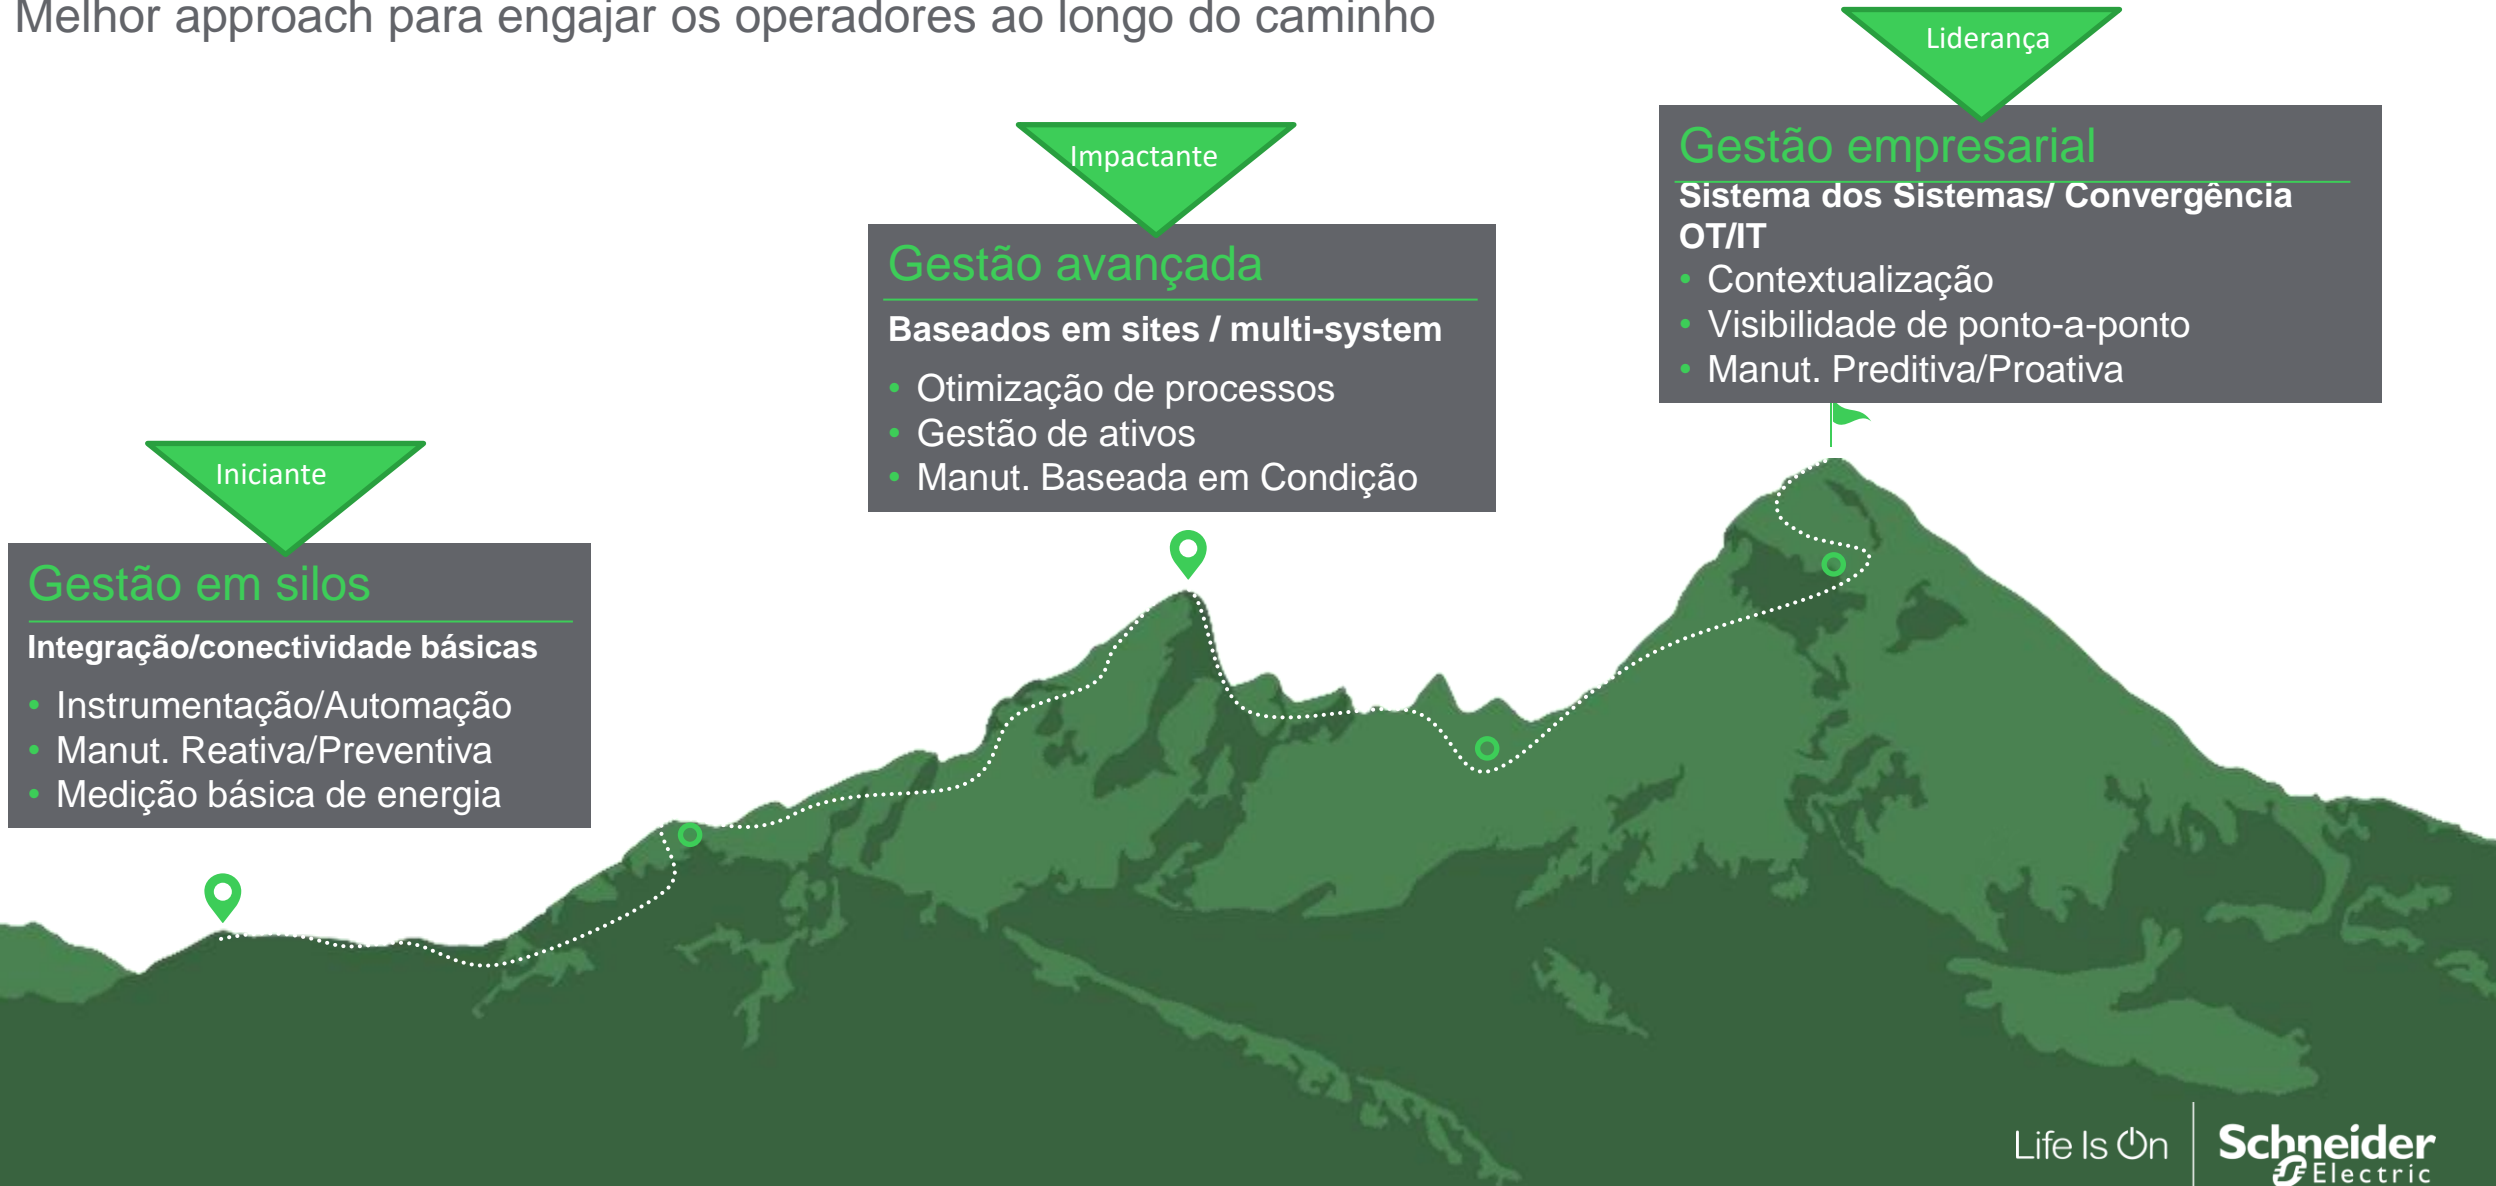 Melhor approach para engajar os operadores ao longo do caminho
Iniciante
Gestão em silos
Integração/conectividade básicas
• Instrumentação/Automação
• Manut. Reativa/Preventiva
• Medição básica de energia
Impactante
Gestão avançada
Baseados em sites / multi-system
• Otimização de processos
• Gestão de ativos
• Manut. Baseada em Condição
Liderança
Gestão empresarial
Sistema dos Sistemas/ Convergência
OT/IT
• Contextualização
• Visibilidade de ponto-a-ponto
• Manut. Preditiva/Proativa
Life Is On
Schneider
Electric